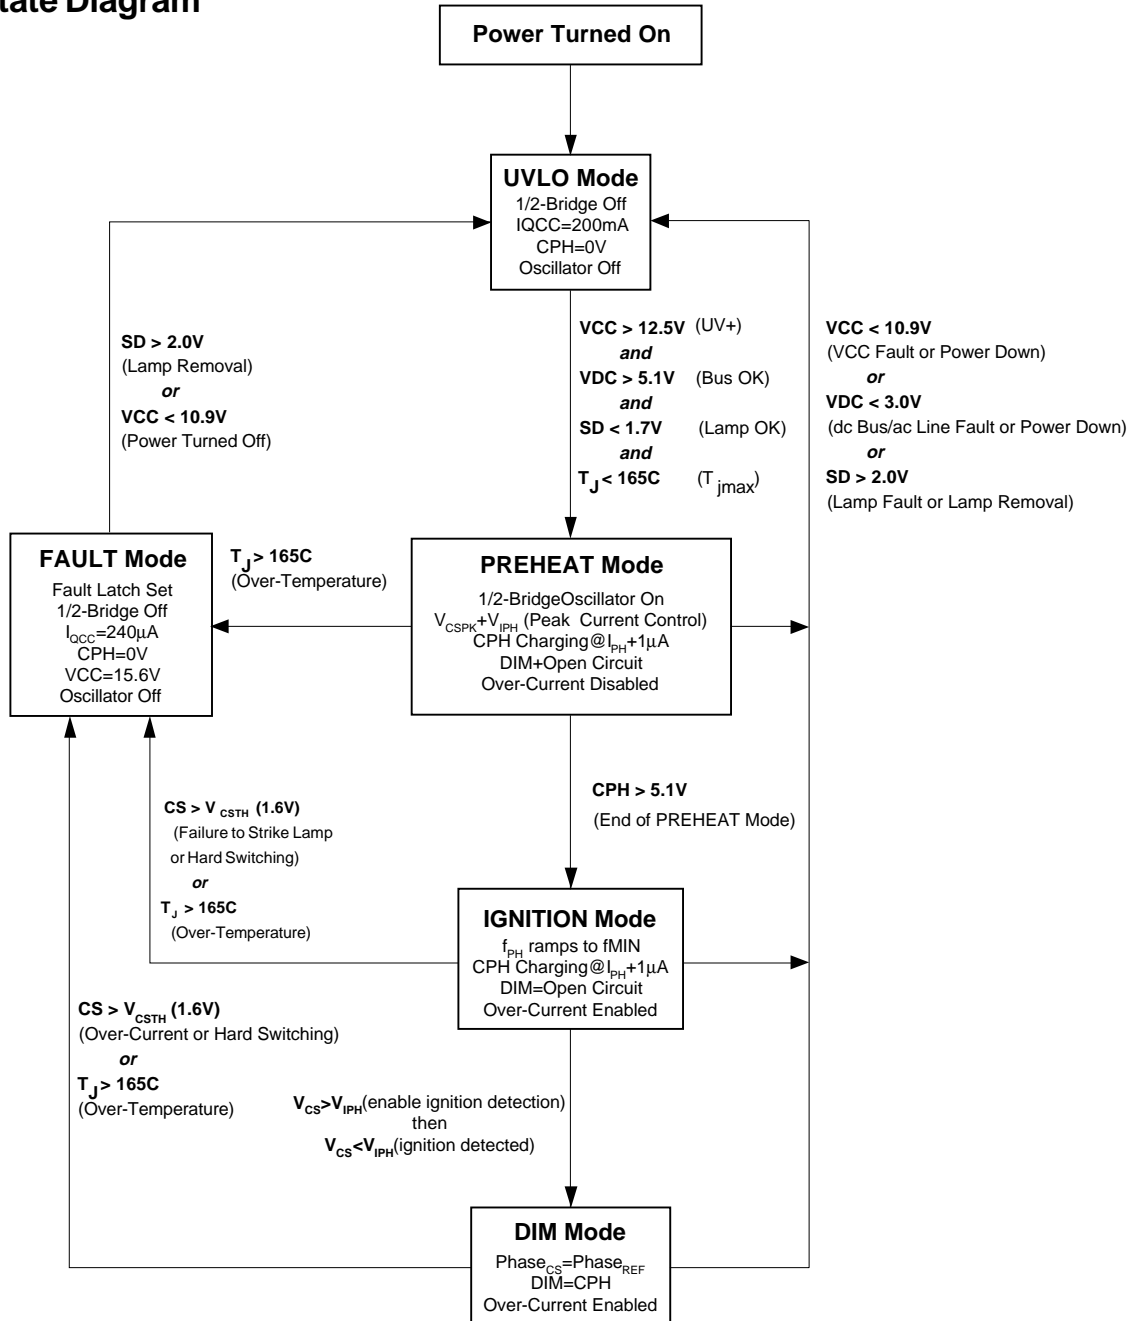 tate Diagram
Power Turned On
UVLO Mode
1/2-Bridge Off
IQCC=200mA
CPH=0V
Oscillator Off
SD > 2.0V
(Lamp Removal)
or
VCC < 10.9V
(Power Turned Off)
VCC > 12.5V (UV+)
and
VDC > 5.1V (Bus OK)
and
SD < 1.7V (Lamp OK)
and
TJ < 165C (Tjmax)
VCC < 10.9V
(VCC Fault or Power Down)
or
VDC < 3.0V
(dc Bus/ac Line Fault or Power Down)
or
SD > 2.0V
(Lamp Fault or Lamp Removal)
FAULT Mode
Fault Latch Set
1/2-Bridge Off
IQCC=240µA
CPH=0V
VCC=15.6V
Oscillator Off
TJ > 165C
(Over-Temperature)
PREHEAT Mode
1/2-BridgeOscillator On
VCSPK+VIPH (Peak Current Control)
CPH Charging@IPH+1µA
DIM+Open Circuit
Over-Current Disabled
CPH > 5.1V
(End of PREHEAT Mode)
CS > VCSTH (1.6V)
(Failure to Strike Lamp
or Hard Switching)
or
TJ > 165C
(Over-Temperature)
IGNITION Mode
fPH ramps to fMIN
CPH Charging@IPH+1µA
DIM=Open Circuit
Over-Current Enabled
CS > VCSTH (1.6V)
(Over-Current or Hard Switching)
or
TJ > 165C
(Over-Temperature)
VCS>VIPH(enable ignition detection)
then
VCS<VIPH(ignition detected)
DIM Mode
PhaseCS=PhaseREF
DIM=CPH
Over-Current Enabled